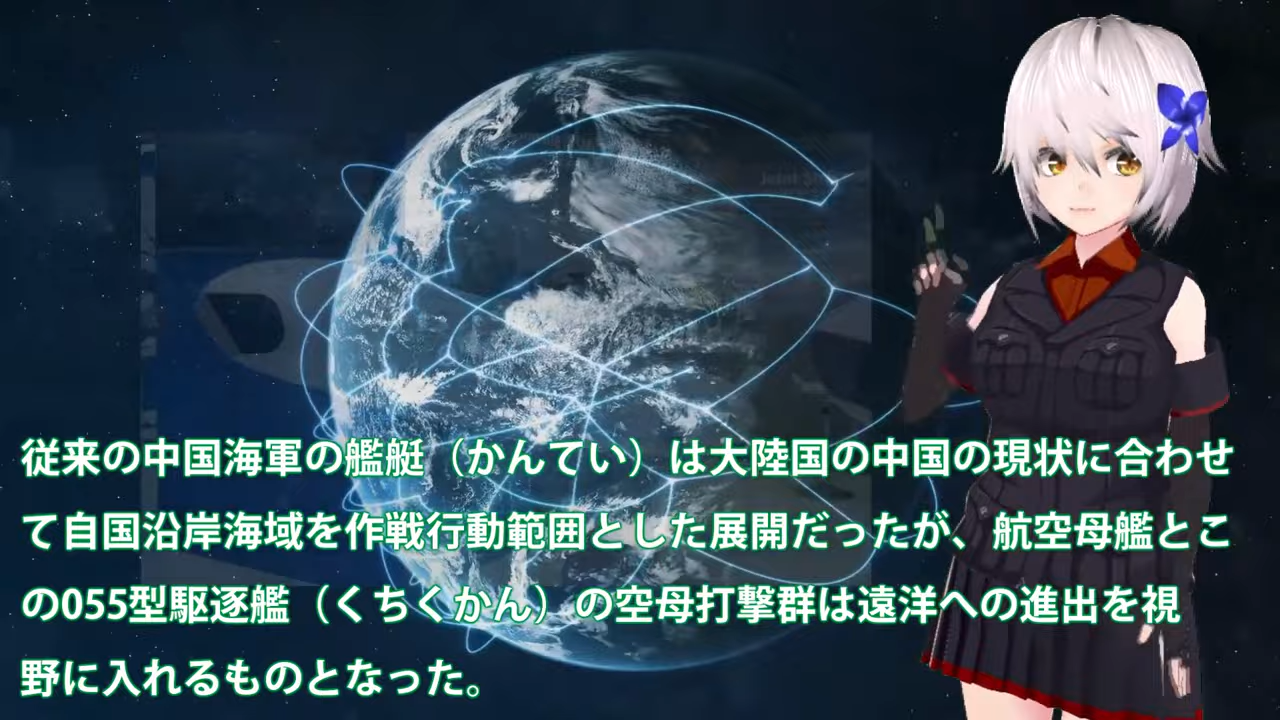 従来の中国海軍の艦艇（かんてい）は大陸国の中国の現状に合わせ
て自国沿岸海域を作戦行動範囲とした展開だったが、航空母艦とこ
の055型駆逐艦（くちくかん）の空母打撃群は遠洋への進出を視
野に入れるものとなった。